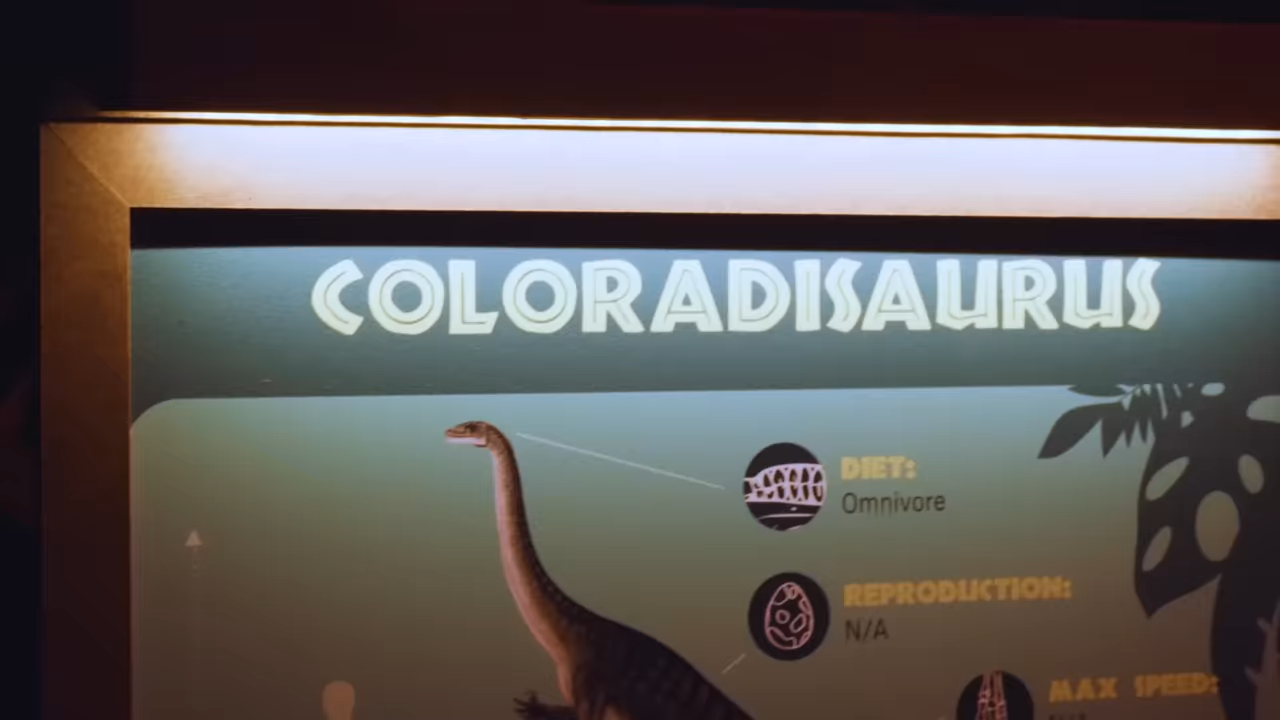 COLORADISAURUS
DIET:
Omnivore
REPRODUCTION:
N/A
MAX SPEED: